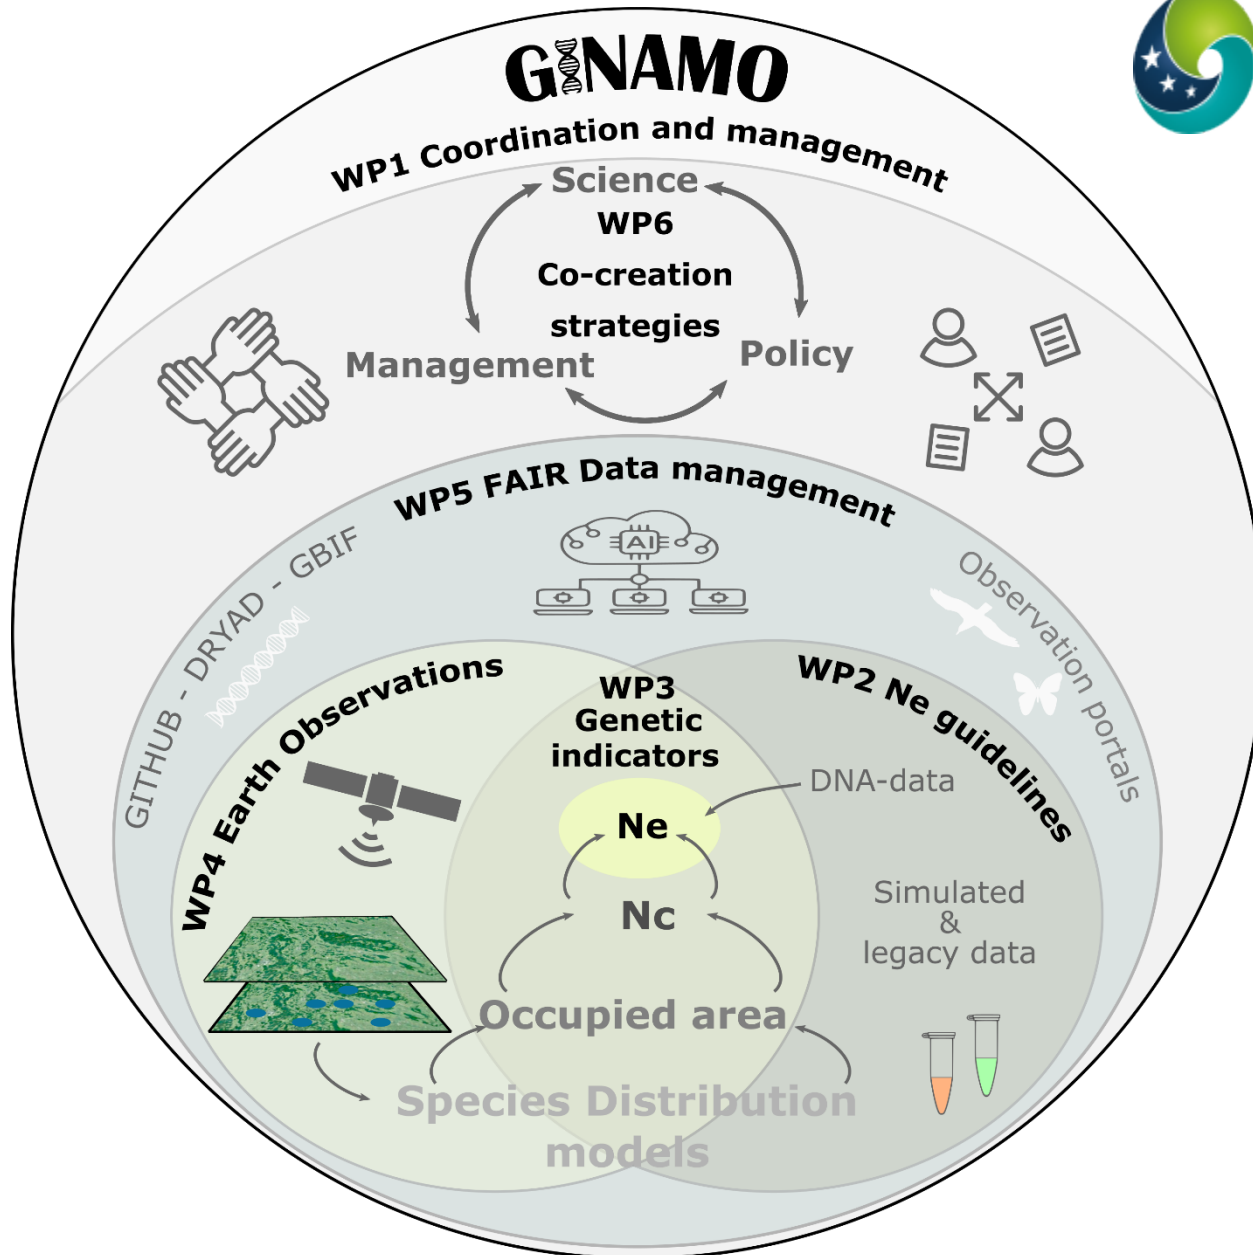 GINAMO
WP1 Coordination and management
Science
WP6
Co-creation
strategies
Management
Policy
WP5 FAIR Data management
AI
GITHUB - DRYAD - GBIF
Observation portals
WP4 Earth Observations
WP3
Genetic
indicators
WP2 Ne guidelines
DNA-data
Ne
Nc
Simulated
&
legacy data
Occupied area
Species Distribution
models